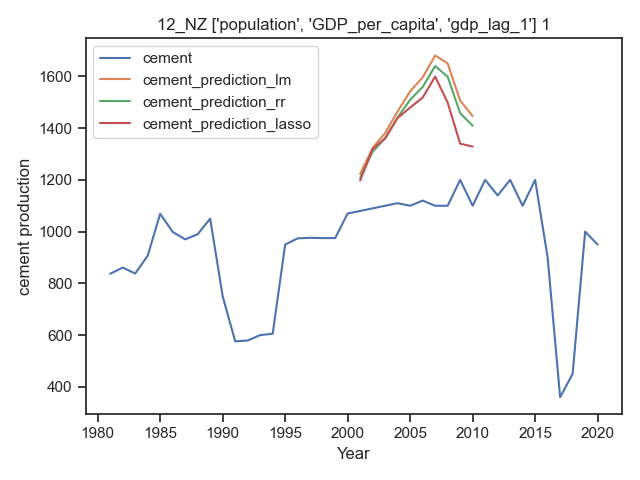 12_NZ ['population', 'GDP_per_capita', 'gdp_lag_1'] 1
cement
cement_prediction_lm
cement_prediction_rr
cement_prediction_lasso
cement production
1600
1400
1200
1000
800
600
400
1980 1985 1990 1995 2000 2005 2010 2015 2020
Year